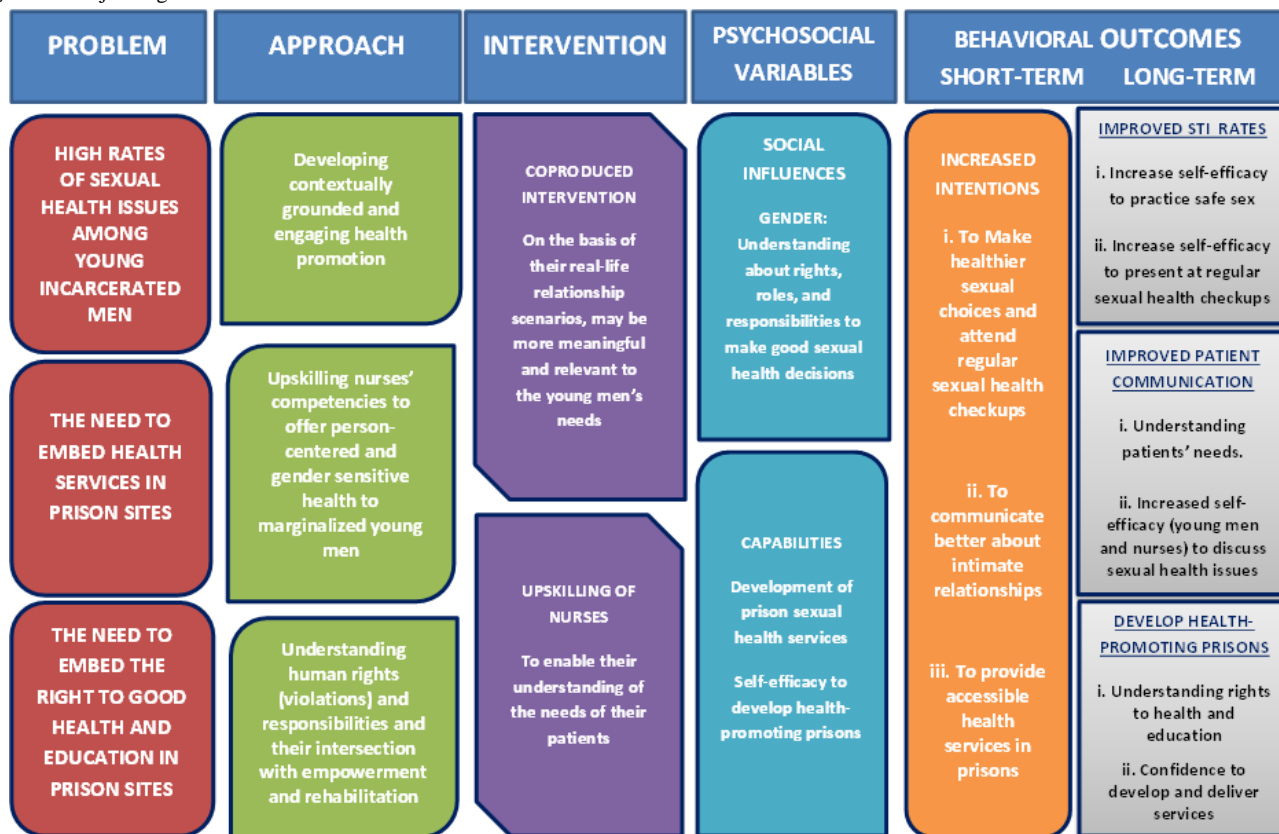 PROBLEM
APPROACH
INTERVENTION
PSYCHOSOCIAL
VARIABLES
BEHAVIORAL OUTCOMES
SHORT-TERM LONG-TERM
HIGH RATES
OF SEXUAL
HEALTH ISSUES
AMONG
YOUNG
INCARCERATED
MEN
THE NEED TO
EMBED HEALTH
SERVICES IN
PRISON SITES
THE NEED TO
EMBED THE
RIGHT TO GOOD
HEALTH AND
EDUCATION IN
PRISON SITES
Developing
contextually
grounded and
engaging health
promotion
Upskilling nurses’
competencies to
offer person-
centered and
gender sensitive
health to
marginalized young
men
Understanding
human rights
(violations) and
responsibilities and
their intersection
with empowerment
and rehabilitation
COPRODUCED
INTERVENTION
On the basis of
their real-life
relationship
scenarios, may be
more meaningful
and relevant to
the young men’s
needs
UPSKILLING OF
NURSES
To enable their
understanding of
the needs of their
patients
SOCIAL
INFLUENCES
GENDER:
Understanding
about rights,
roles, and
responsibilities to
make good sexual
health decisions
CAPABILITIES
Development of
prison sexual
health services
Self-efficacy to
develop health-
promoting prisons
INCREASED
INTENTIONS
i. To Make
healthier
sexual
choices and
attend
regular
sexual health
checkups
ii. To
communicate
better about
intimate
relationships
iii. To provide
accessible
health
services in
prisons
IMPROVED STI RATES
i. Increase self-efficacy
to practice safe sex
ii. Increase self-efficacy
to present at regular
sexual health checkups
IMPROVED PATIENT
COMMUNICATION
i. Understanding
patients’ needs.
ii. Increased self-
efficacy (young men
and nurses) to discuss
sexual health issues
DEVELOP HEALTH-
PROMOTING PRISONS
i. Understanding rights
to health and
education
ii. Confidence to
develop and deliver
services